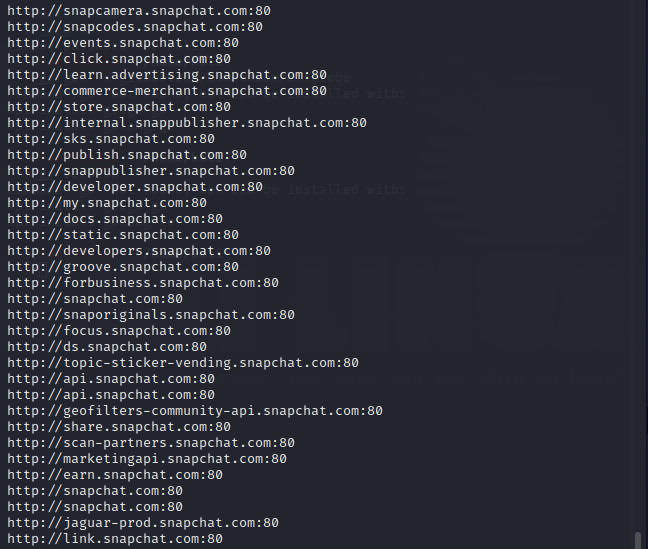 http://snapcamera.snapchat.com:80
http://snapcodes.snapchat.com:80
http://events.snapchat.com:80
http://click.snapchat.com:80
http://learn.advertising.snapchat.com:80
http://commerce-merchant.snapchat.com:80
http://store.snapchat.com:80
http://internal.snappublisher.snapchat.com:80
http://sks.snapchat.com:80
http://publish.snapchat.com:80
http://snappublisher.snapchat.com:80
http://developer.snapchat.com:80
http://my.snapchat.com:80
http://docs.snapchat.com:80
http://static.snapchat.com:80
http://developers.snapchat.com:80
http://groove.snapchat.com:80
http://forbusiness.snapchat.com:80
http://snapchat.com:80
http://snaporiginals.snapchat.com:80
http://focus.snapchat.com:80
http://ds.snapchat.com:80
http://topic-sticker-vending.snapchat.com:80
http://api.snapchat.com:80
http://api.snapchat.com:80
http://geofilters-community-api.snapchat.com:80
http://share.snapchat.com:80
http://scan-partners.snapchat.com:80
http://marketingapi.snapchat.com:80
http://earn.snapchat.com:80
http://snapchat.com:80
http://snapchat.com:80
http://jaguar-prod.snapchat.com:80
http://link.snapchat.com:80